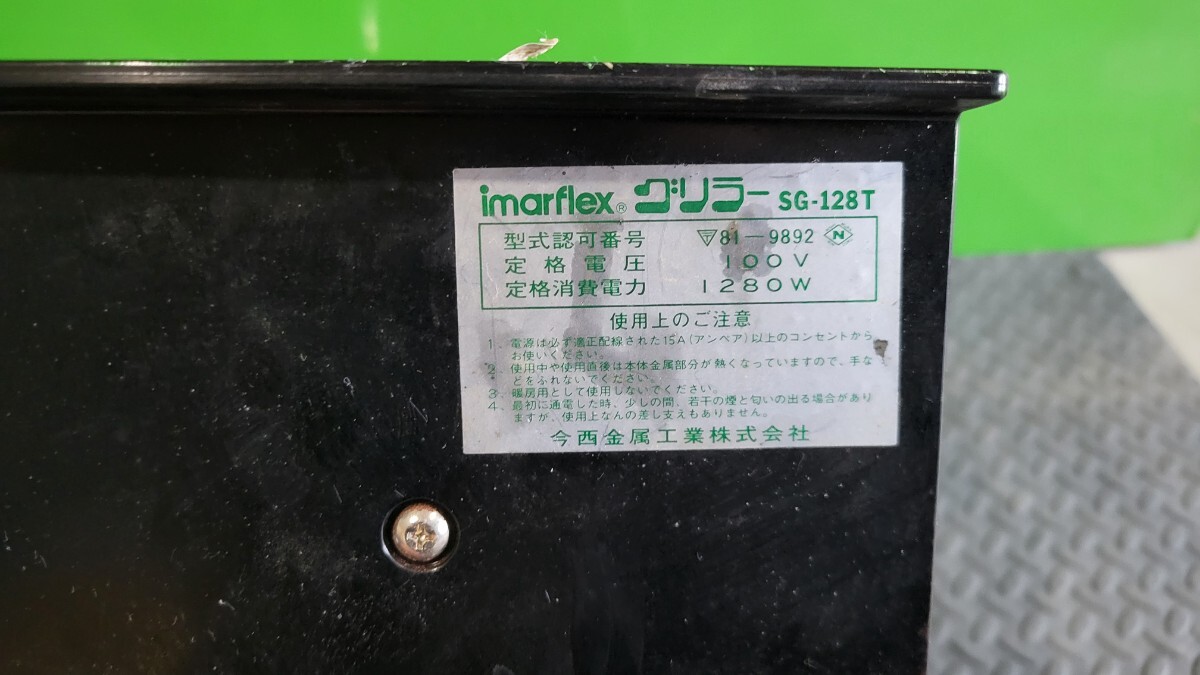 imarflex® グリラー SG-128T
型式認可番号 81-9892 N
定格電圧 100V
定格消費電力 1280W
使用上のご注意
1. 電源は必ず適正配線された15A(アンペア)以上のコンセントから
お使いください。
2. 使用中や使用直後は本体金属部分が熱くなっていますので、手な
どをふれないでください。
3. 暖房用として使用しないでください。
4. 最初に通電した時、少しの間、若干の煙と匂いの出る場合があり
ますが、使用上なんの差し支えもありません。
今西金属工業株式会社